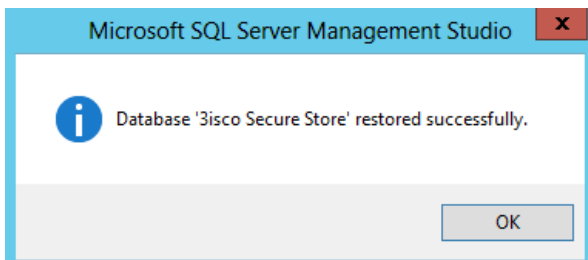 Microsoft SQL Server Management Studio
x
Database '3isco Secure Store' restored successfully.
OK